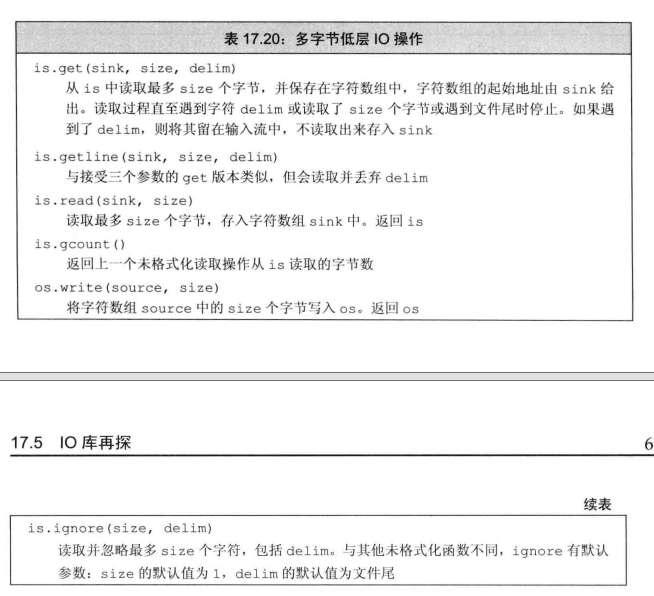 表 17.20：多字节低层 IO 操作
is.get(sink, size, delim)
从 is 中读取最多 size 个字节，并保存在字符数组中，字符数组的起始地址由 sink 给
出。读取过程直至遇到字符 delim 或读取了 size 个字节或遇到文件尾时停止。如果遇
到了 delim，则将其留在输入流中，不读取出来存入 sink
is.getline(sink, size, delim)
与接受三个参数的 get 版本类似，但会读取并丢弃 delim
is.read(sink, size)
读取最多 size 个字节，存入字符数组 sink 中。返回 is
is.gcount()
返回上一个未格式化读取操作从 is 读取的字节数
os.write(source, size)
将字符数组 source 中的 size 个字节写入 os。返回 os
17.5 IO 库再探 6
续表
is.ignore(size, delim)
读取并忽略最多 size 个字符，包括 delim。与其他未格式化函数不同，ignore 有默认
参数：size 的默认值为 1，delim 的默认值为文件尾